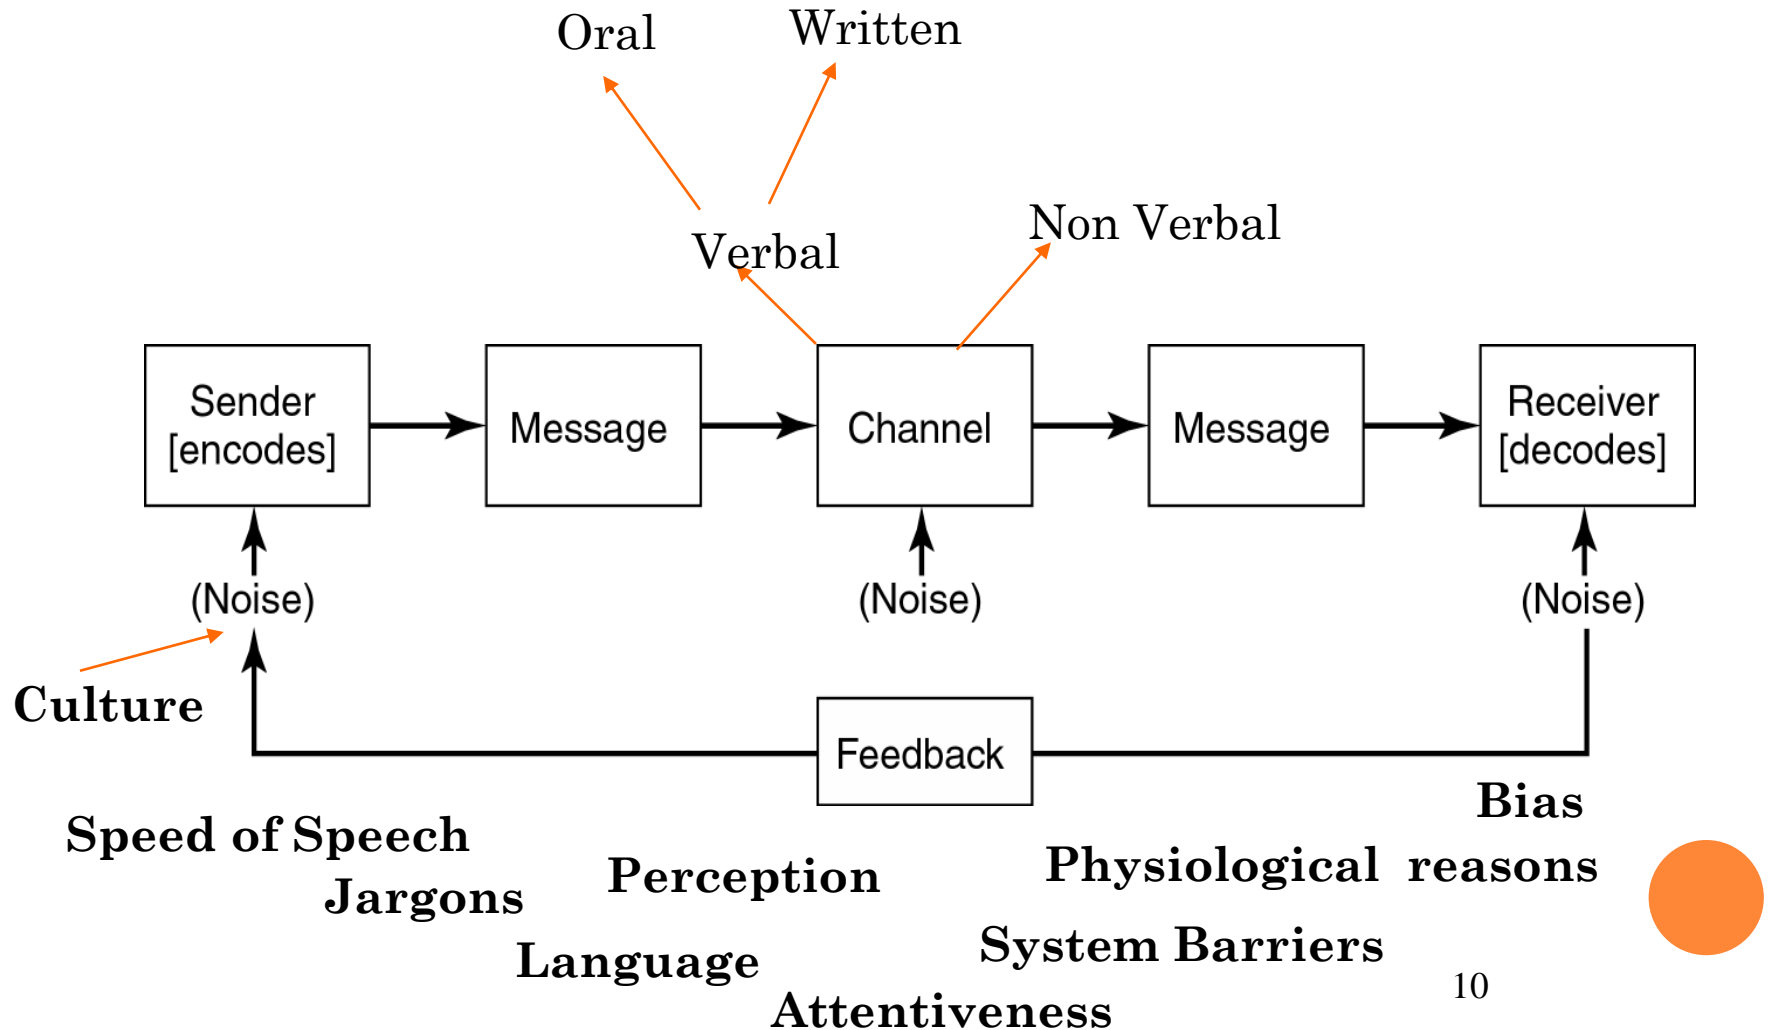 Oral
Written
Verbal
Non Verbal
Sender
[encodes]
Message
Channel
Message
Receiver
[decodes]
(Noise)
(Noise)
(Noise)
Culture
Feedback
Bias
Speed of Speech
Physiological reasons
Perception
Jargons
System Barriers
Language
Attentiveness
10